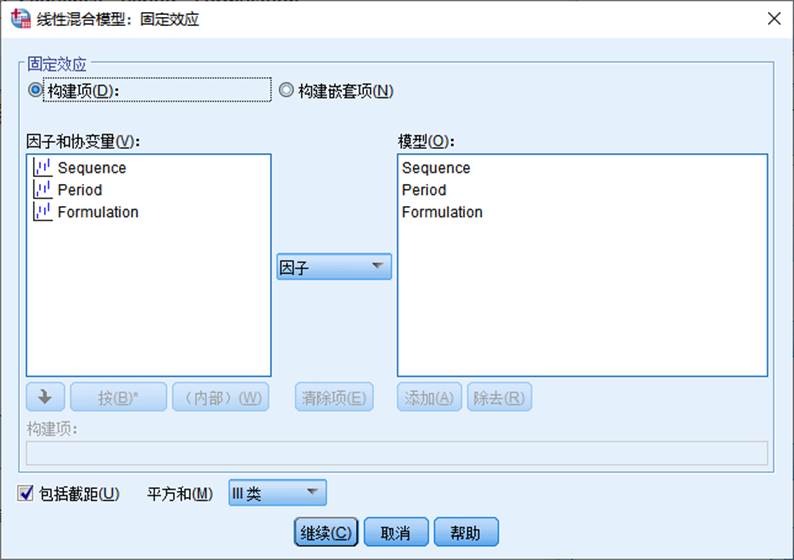 线性混合模型：固定效应
固定效应
构建项(D)：
构建嵌套项(N)
因子和协变量(V)：
模型(O)：
Sequence
Period
Formulation
Sequence
Period
Formulation
因子
按(B)*
（内部）(W)
清除项(E)
添加(A)
除去(R)
构建项：
包括截距(U)
平方和(M)
III 类
继续(C)
取消
帮助